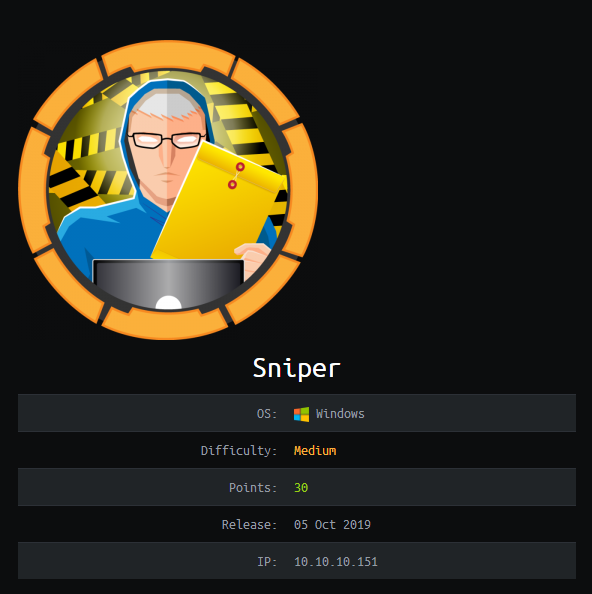 Sniper
OS: Windows
Difficulty: Medium
Points: 30
Release: 05 Oct 2019
IP: 10.10.10.151